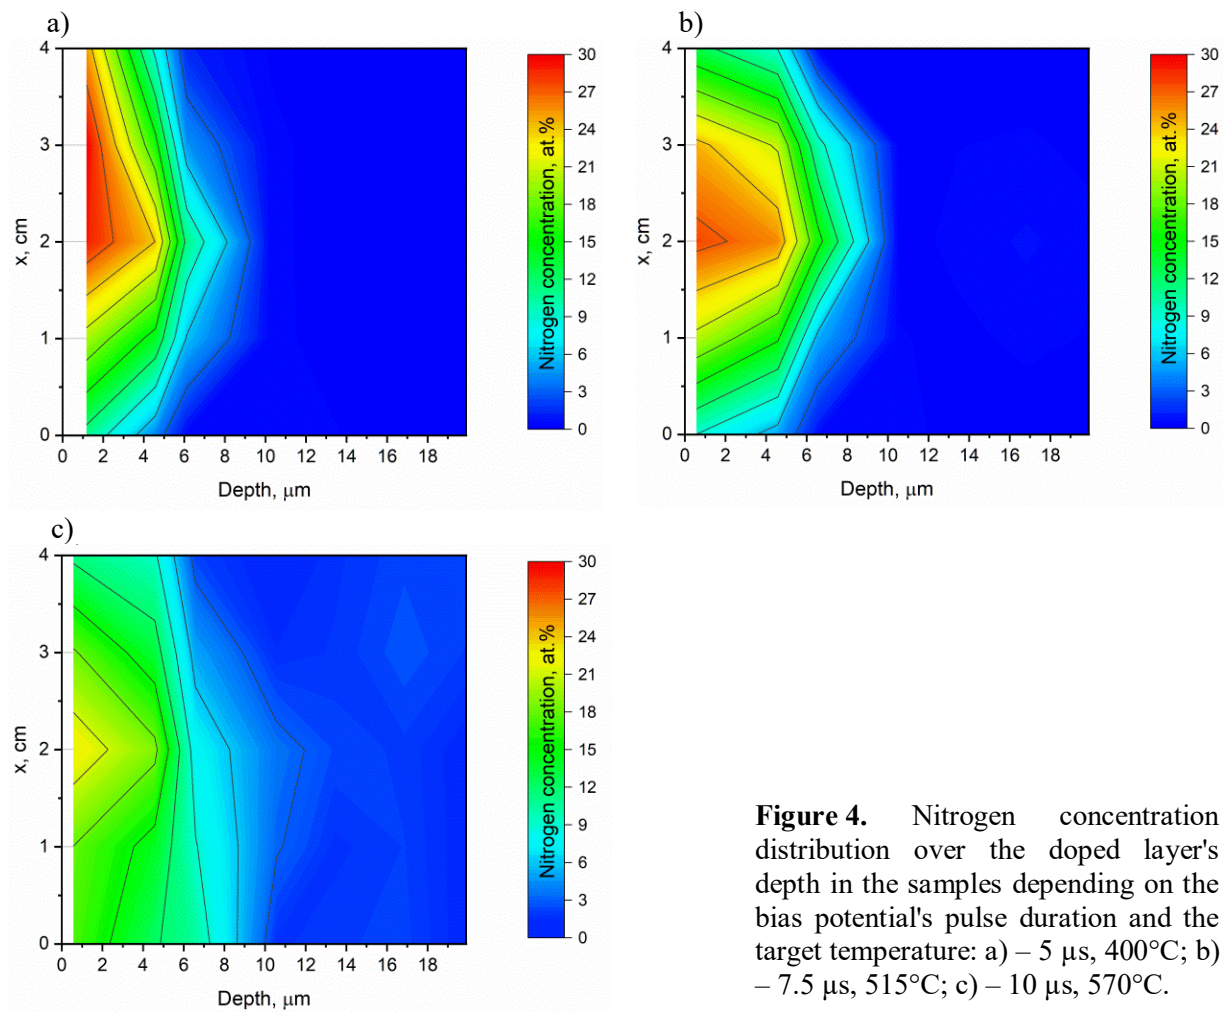 a)
4
3
2
1
0
x, cm
0 2 4 6 8 10 12 14 16 18
Depth, μm
30
27
24
21
18
15
12
9
6
3
0
Nitrogen concentration, at.%
b)
4
3
2
1
0
x, cm
0 2 4 6 8 10 12 14 16 18
Depth, μm
30
27
24
21
18
15
12
9
6
3
0
Nitrogen concentration, at.%
c)
4
3
2
1
0
x, cm
0 2 4 6 8 10 12 14 16 18
Depth, μm
30
27
24
21
18
15
12
9
6
3
0
Nitrogen concentration, at.%
Figure 4. Nitrogen concentration
distribution over the doped layer's
depth in the samples depending on the
bias potential's pulse duration and the
target temperature: a) – 5 µs, 400°C; b)
– 7.5 µs, 515°C; c) – 10 µs, 570°C.